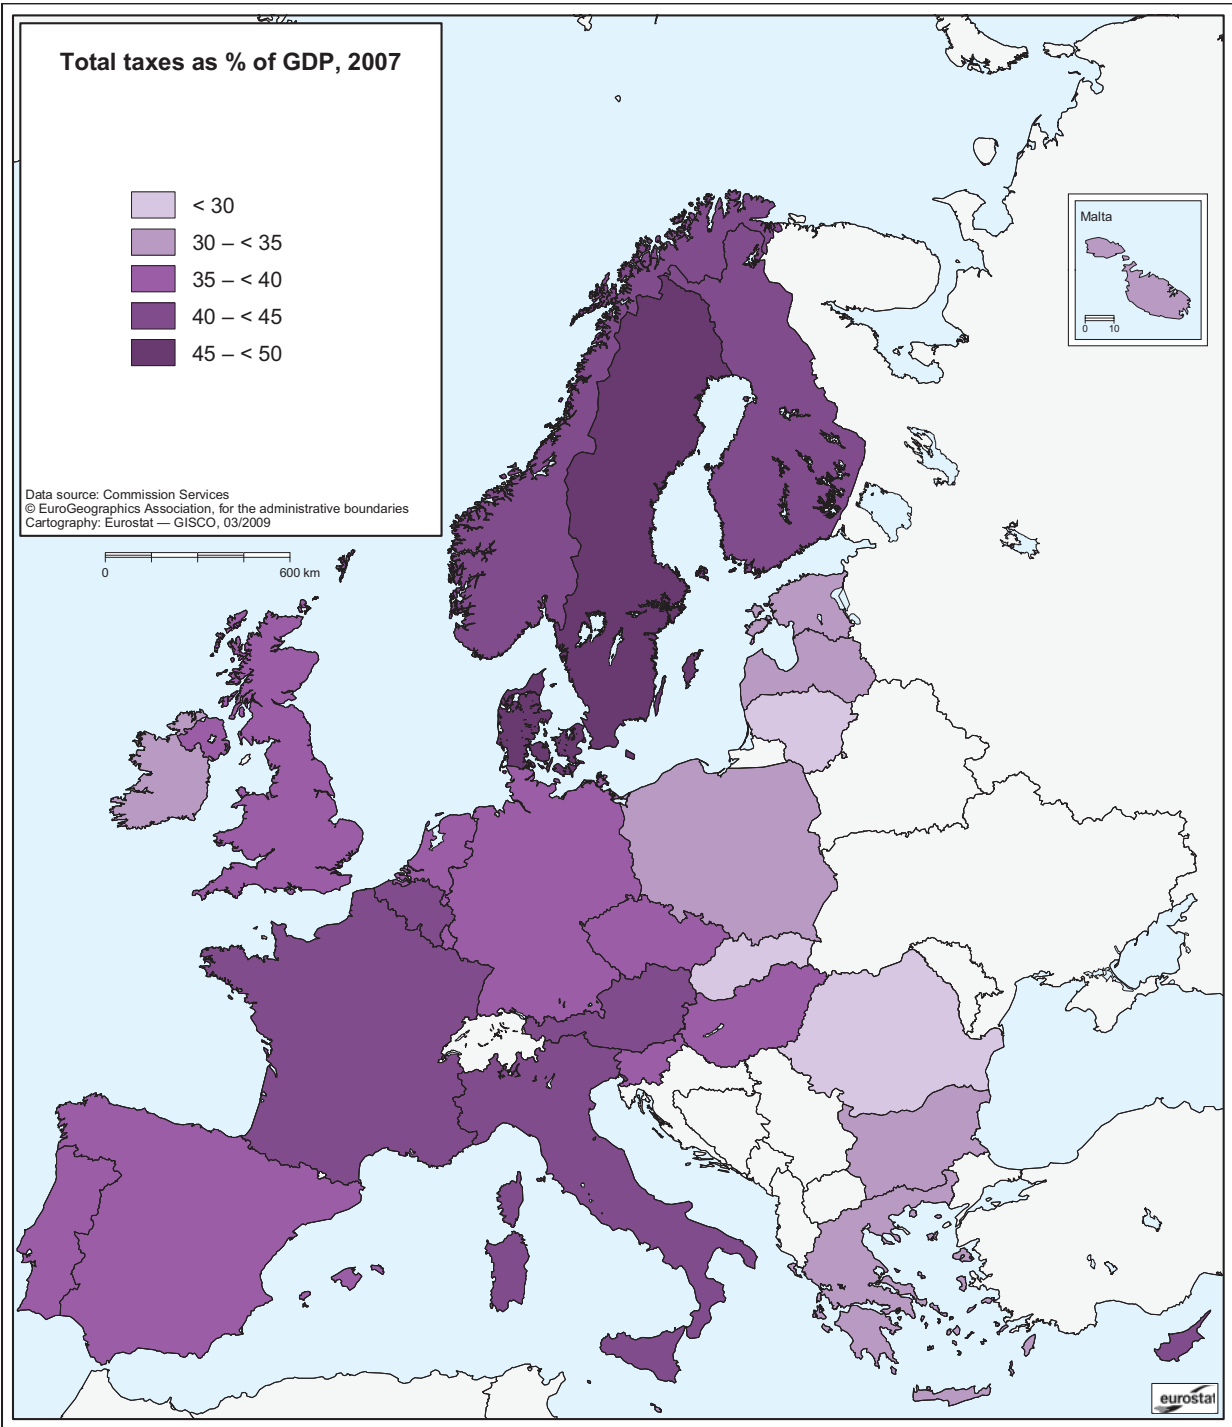 Total taxes as % of GDP, 2007
< 30
30 – < 35
35 – < 40
40 – < 45
45 – < 50
Data source: Commission Services
© EuroGeographics Association, for the administrative boundaries
Cartography: Eurostat — GISCO, 03/2009
0 600 km
Malta
0 10
eurostat